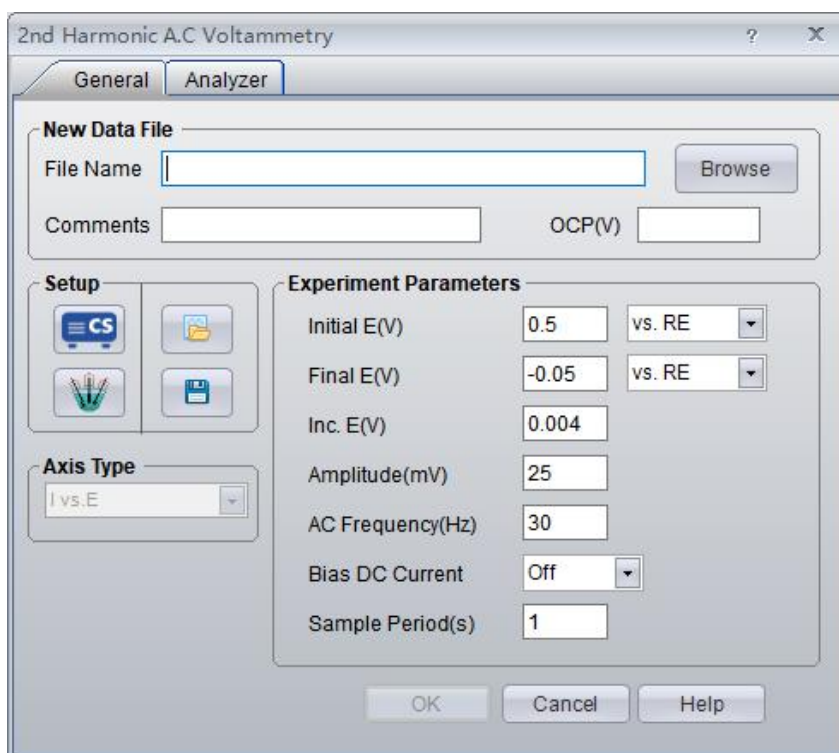 2nd Harmonic A.C Voltammetry ? X
General Analyzer
New Data File
File Name Browse
Comments OCP(V)
Setup
CS
Axis Type
I vs.E
Experiment Parameters
Initial E(V) 0.5 vs. RE
Final E(V) -0.05 vs. RE
Inc. E(V) 0.004
Amplitude(mV) 25
AC Frequency(Hz) 30
Bias DC Current Off
Sample Period(s) 1
OK Cancel Help